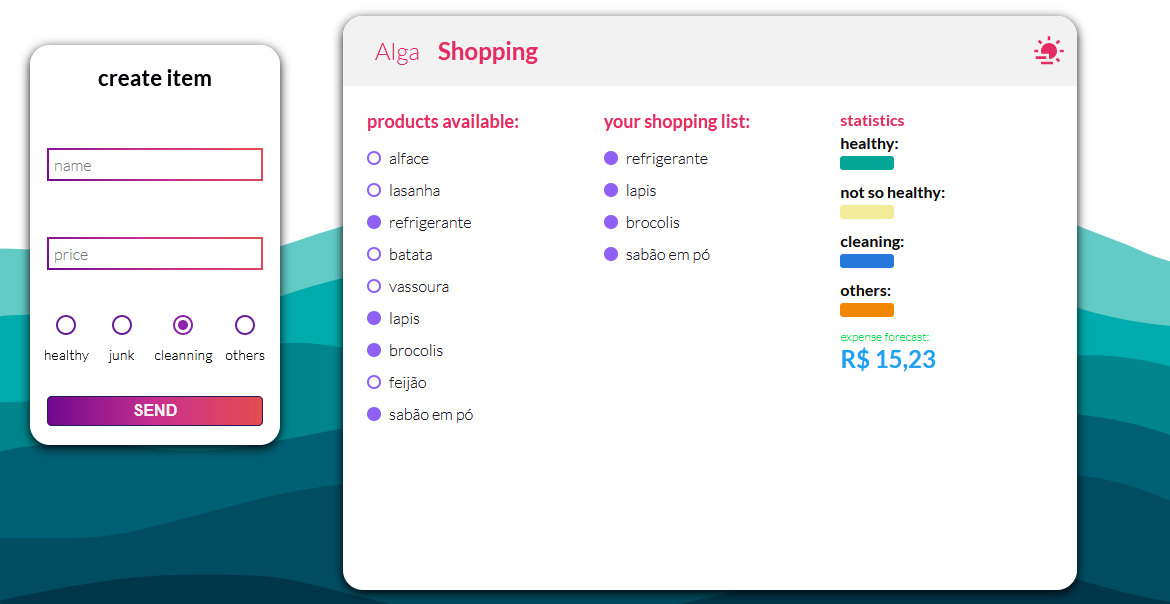 create item
name
price
healthy junk cleanning others
SEND
Alga Shopping
products available:
alface
lasanha
refrigerante
batata
vassoura
lapis
brocolis
feijão
sabão em pó
your shopping list:
refrigerante
lapis
brocolis
sabão em pó
statistics
healthy:
not so healthy:
cleaning:
others:
expense forecast:
R$ 15,23